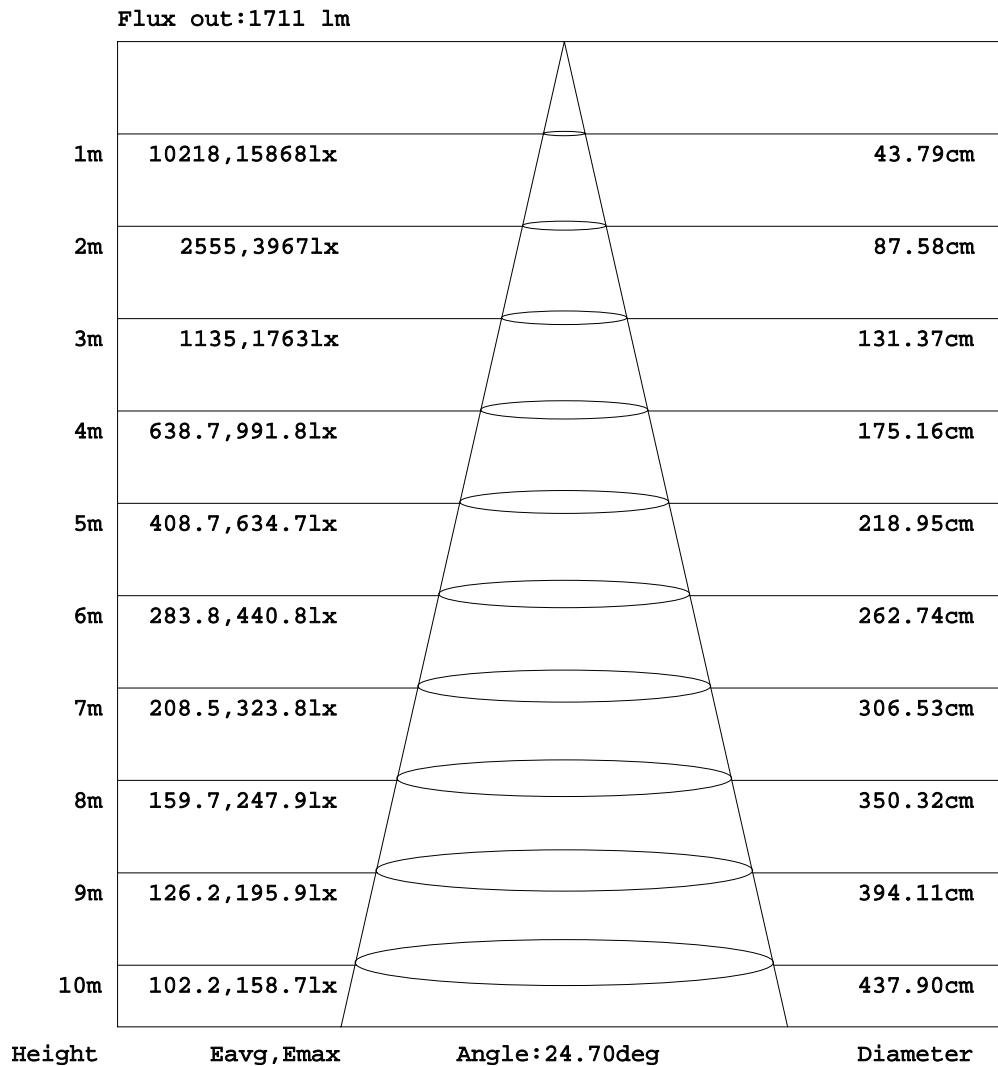 Flux out:1711 lm
1m 10218,15868lx 43.79cm
2m 2555,3967lx 87.58cm
3m 1135,1763lx 131.37cm
4m 638.7,991.8lx 175.16cm
5m 408.7,634.7lx 218.95cm
6m 283.8,440.8lx 262.74cm
7m 208.5,323.8lx 306.53cm
8m 159.7,247.9lx 350.32cm
9m 126.2,195.9lx 394.11cm
10m 102.2,158.7lx 437.90cm
Height Eavg,Emax Angle:24.70deg Diameter